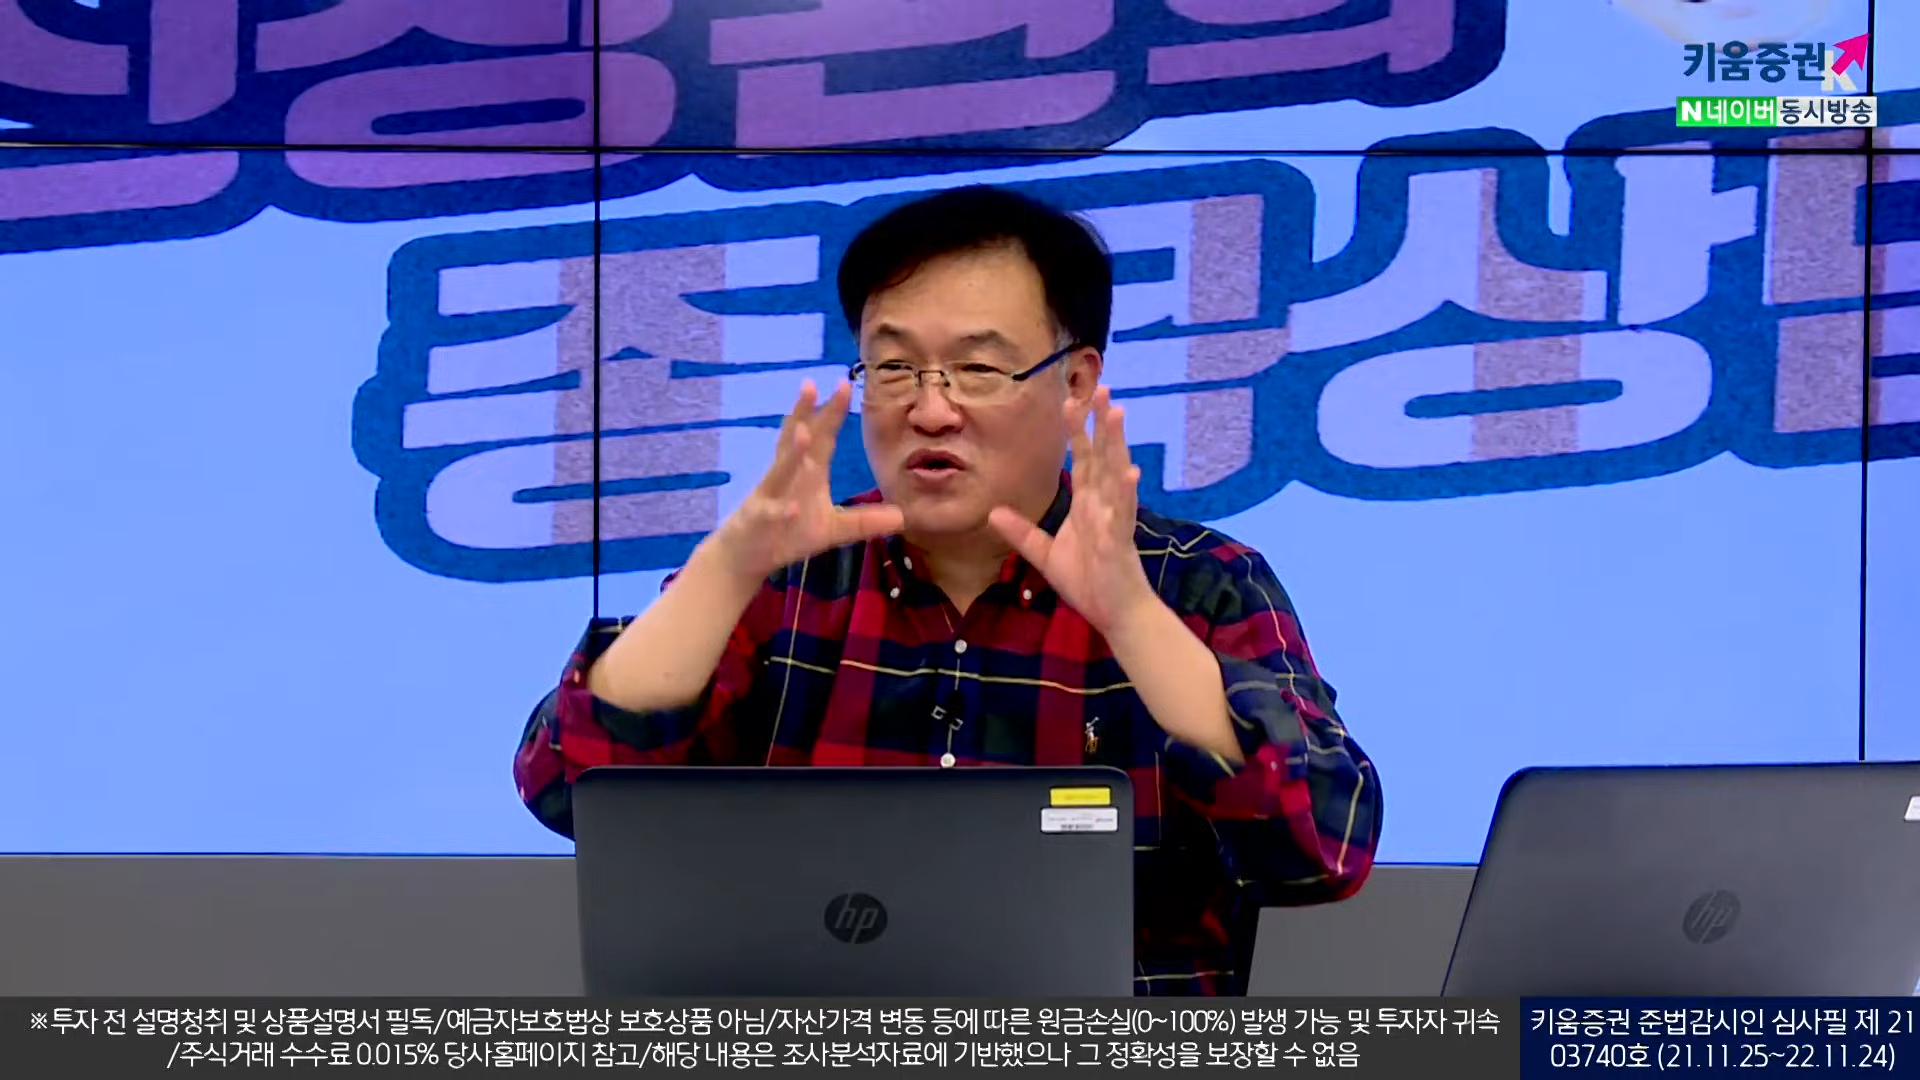 키움증권
N네이버 동시방송
종목상
hp
hp
※투자 전 설명청취 및 상품설명서 필독/예금자보호법상 보호상품 아님/자산가격 변동 등에 따른 원금손실(0~100%) 발생 가능 및 투자자 귀속
/주식거래 수수료 0.015% 당사홈페이지 참고/해당 내용은 조사분석자료에 기반했으나 그 정확성을 보장할 수 없음
키움증권 준법감시인 심사필 제 21
03740호 (21.11.25~22.11.24)